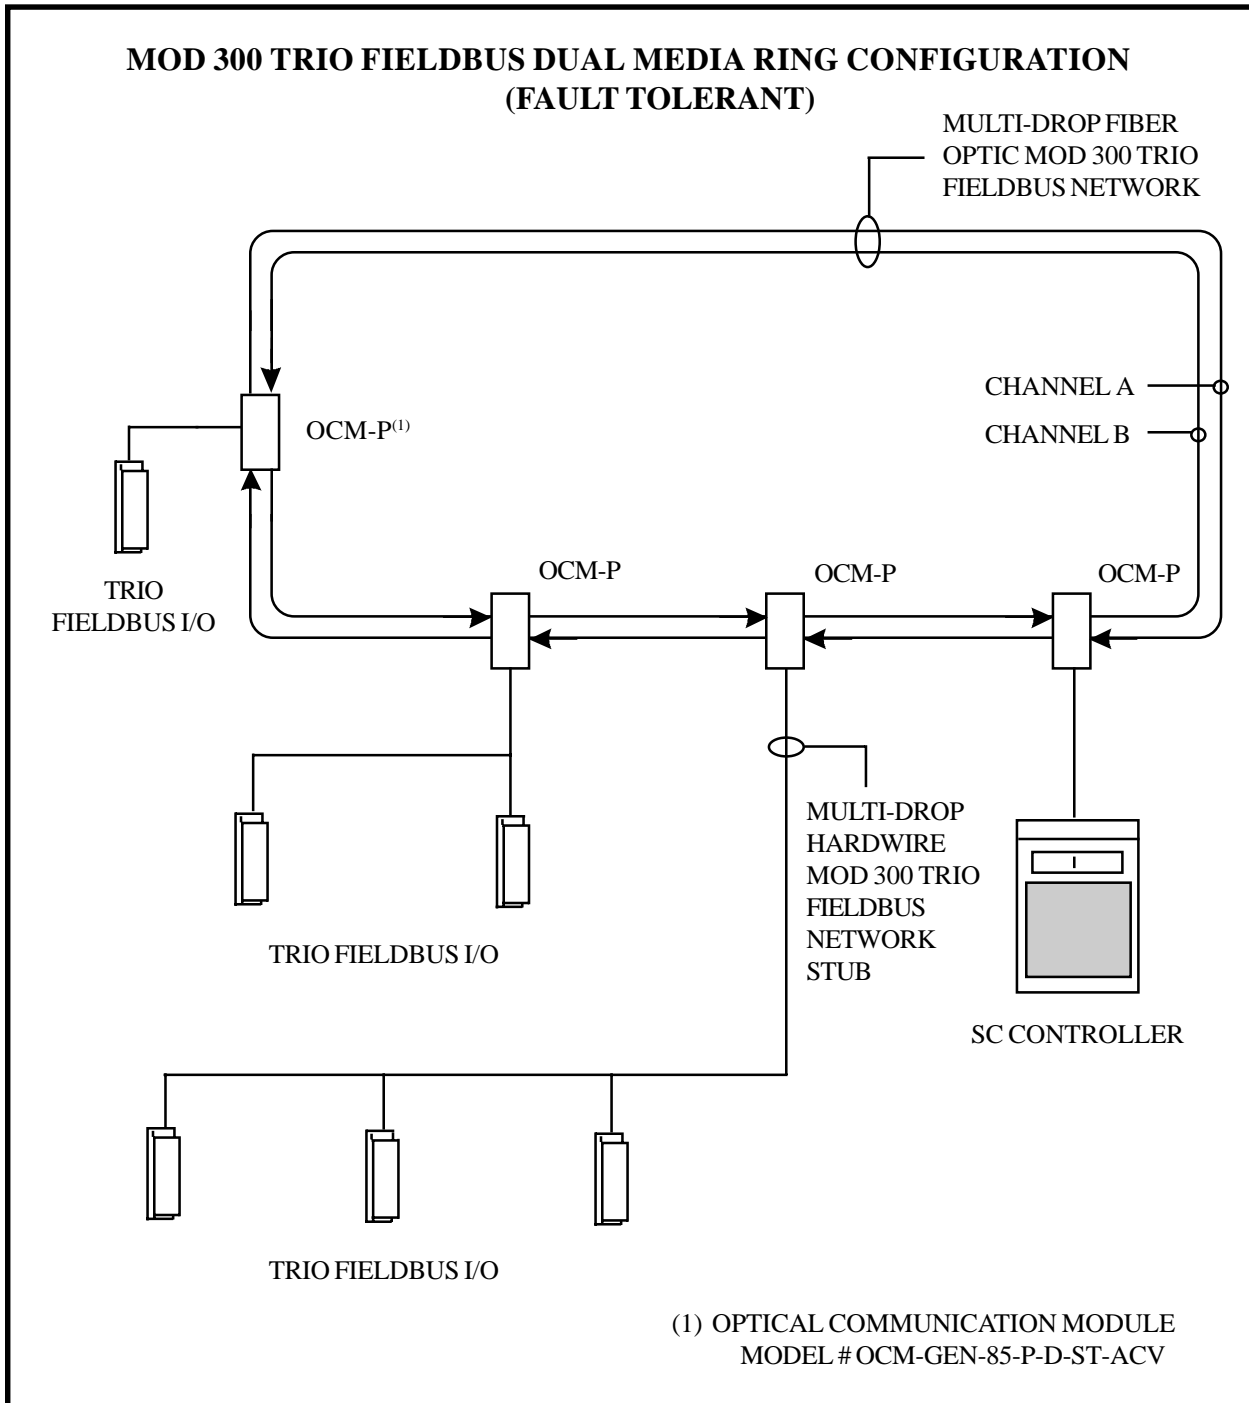 MOD 300 TRIO FIELDBUS DUAL MEDIA RING CONFIGURATION
(FAULT TOLERANT)
MULTI-DROP FIBER
OPTIC MOD 300 TRIO
FIELDBUS NETWORK
CHANNEL A
CHANNEL B
OCM-P(1)
TRIO
FIELDBUS I/O
OCM-P
OCM-P
OCM-P
MULTI-DROP
HARDWIRE
MOD 300 TRIO
FIELDBUS
NETWORK
STUB
TRIO FIELDBUS I/O
SC CONTROLLER
TRIO FIELDBUS I/O
(1) OPTICAL COMMUNICATION MODULE
MODEL # OCM-GEN-85-P-D-ST-ACV